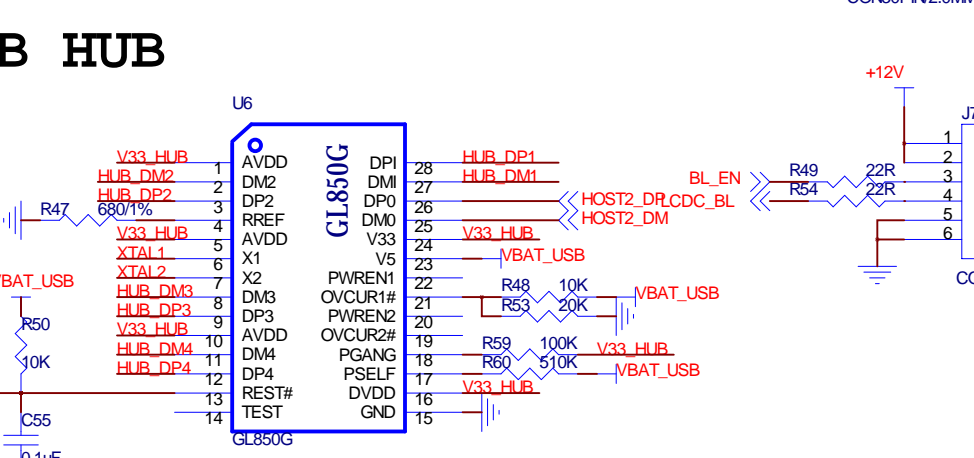 B HUB
+12V
U6
J7
GL850G
V33_HUB 1 AVDD
HUB_DM2 2 DM2
HUB_DP2 3 DP2
R47 680/1% 4 RREF
V33_HUB 5 AVDD
XTAL1 6 X1
XTAL2 7 X2
HUB_DM3 8 DM3
HUB_DP3 9 DP3
V33_HUB 10 AVDD
HUB_DM4 11 DM4
HUB_DP4 12 DP4
13 REST#
14 TEST
DPI 28 HUB_DP1
DMI 27 HUB_DM1
DP0 26 HOST2_DP
DM0 25 HOST2_DM
V33 24 V33_HUB
V5 23 VBAT_USB
PWREN1 22
OVCUR1# 21 R48 10K VBAT_USB
PWREN2 20 R53 20K
OVCUR2# 19
PGANG 18 R59 100K V33_HUB
PSELF 17 R60 510K VBAT_USB
DVDD 16 V33_HUB
GND 15
GL850G
BL_EN R49 22R
LCDC_BL R54 22R
1
2
3
4
5
6
CO
VBAT_USB
R50
10K
C55
0.1uF